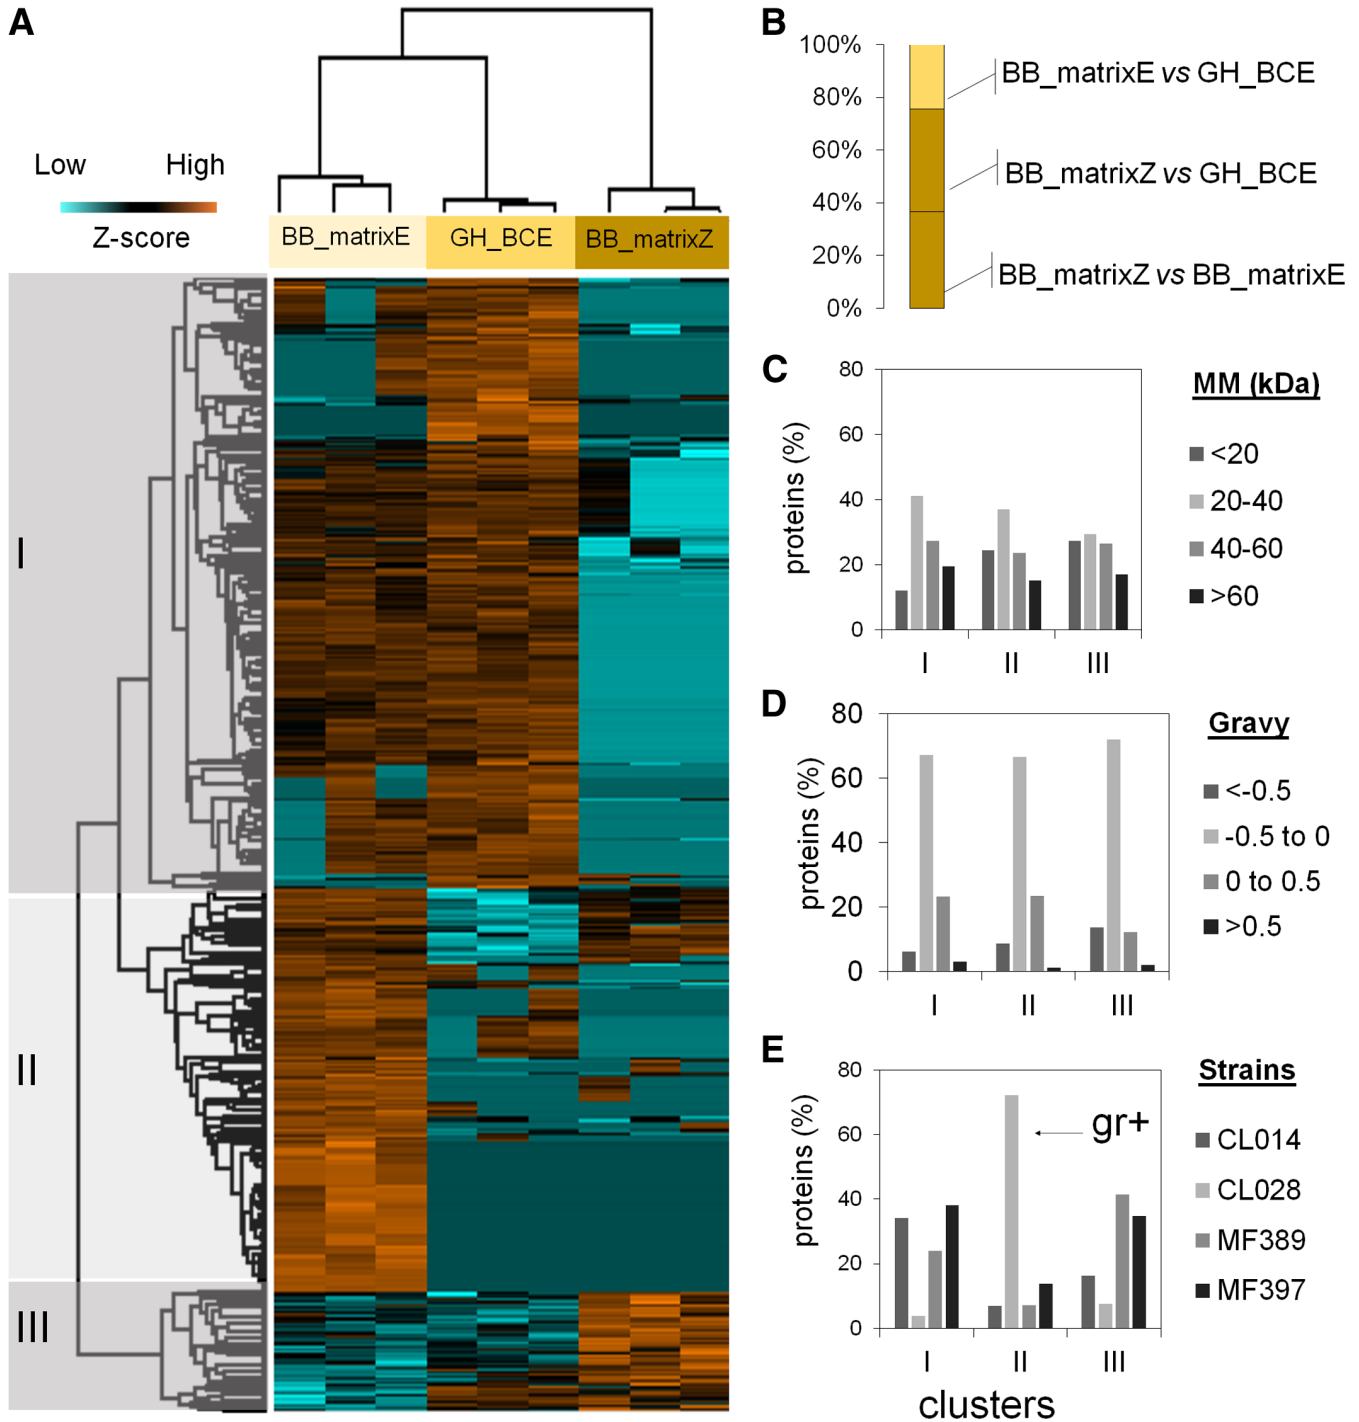 A
Low High
Z-score
BB_matrixE GH_BCE BB_matrixZ
I
II
III
B
100%
80%
60%
40%
20%
0%
BB_matrixE vs GH_BCE
BB_matrixZ vs GH_BCE
BB_matrixZ vs BB_matrixE
C
80
60
40
20
0
proteins (%)
I II III
MM (kDa)
<20
20-40
40-60
>60
D
80
60
40
20
0
proteins (%)
I II III
Gravy
<-0.5
-0.5 to 0
0 to 0.5
>0.5
E
80
60
40
20
0
proteins (%)
gr+
I II III
clusters
Strains
CL014
CL028
MF389
MF397